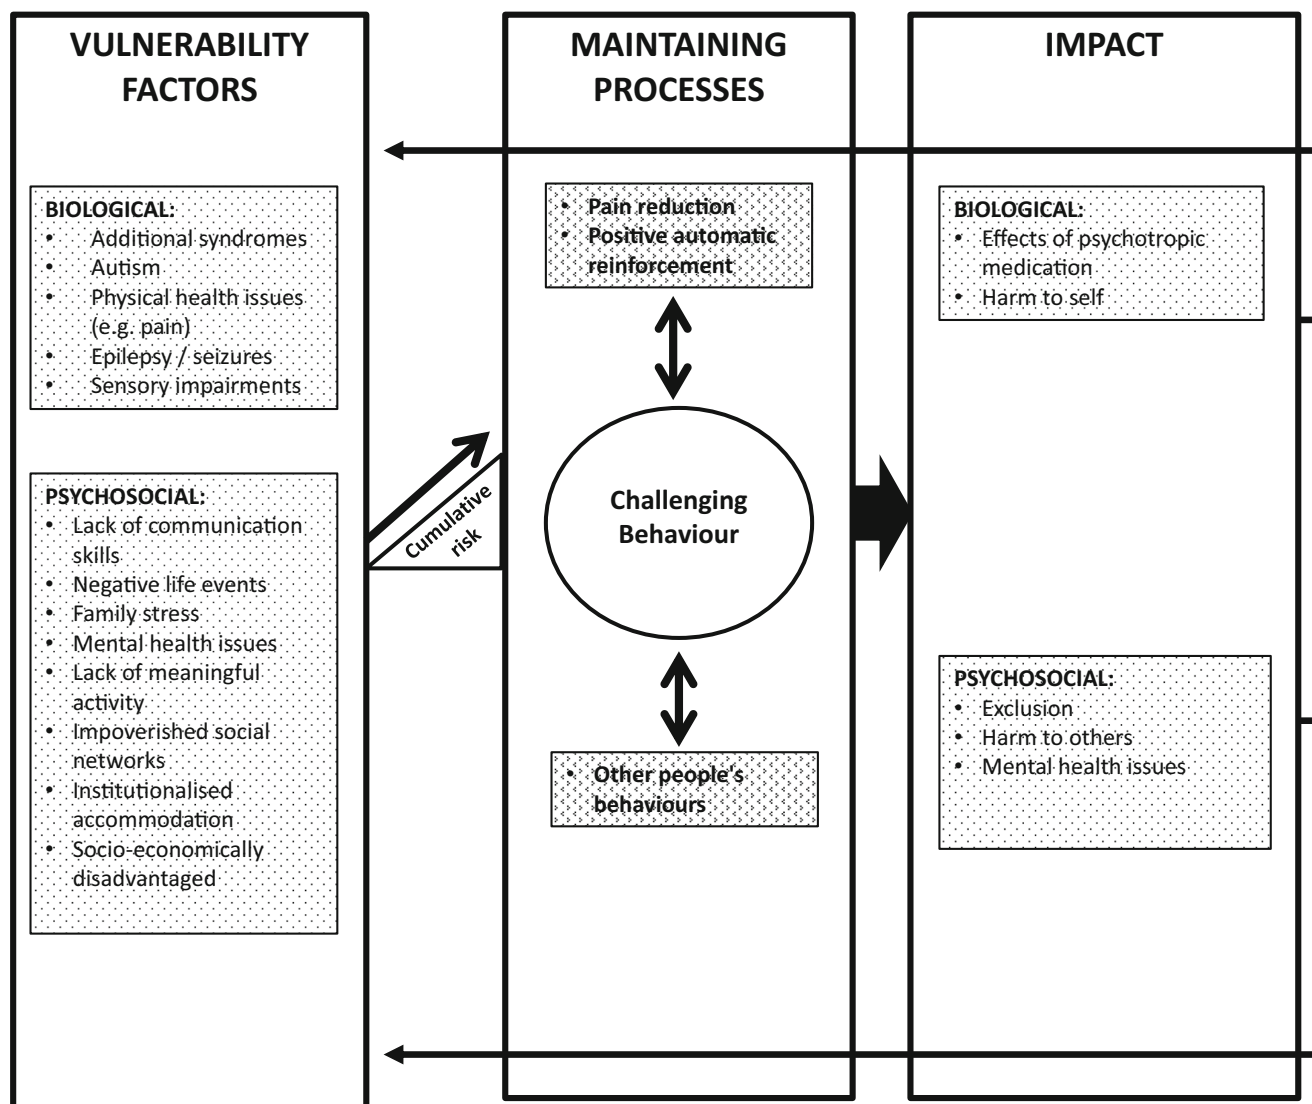 VULNERABILITY
FACTORS
BIOLOGICAL:
• Additional syndromes
• Autism
• Physical health issues
(e.g. pain)
• Epilepsy / seizures
• Sensory impairments
PSYCHOSOCIAL:
• Lack of communication
skills
• Negative life events
• Family stress
• Mental health issues
• Lack of meaningful
activity
• Impoverished social
networks
• Institutionalised
accommodation
• Socio-economically
disadvantaged
Cumulative
risk
MAINTAINING
PROCESSES
• Pain reduction
• Positive automatic
reinforcement
Challenging
Behaviour
• Other people's
behaviours
IMPACT
BIOLOGICAL:
• Effects of psychotropic
medication
• Harm to self
PSYCHOSOCIAL:
• Exclusion
• Harm to others
• Mental health issues